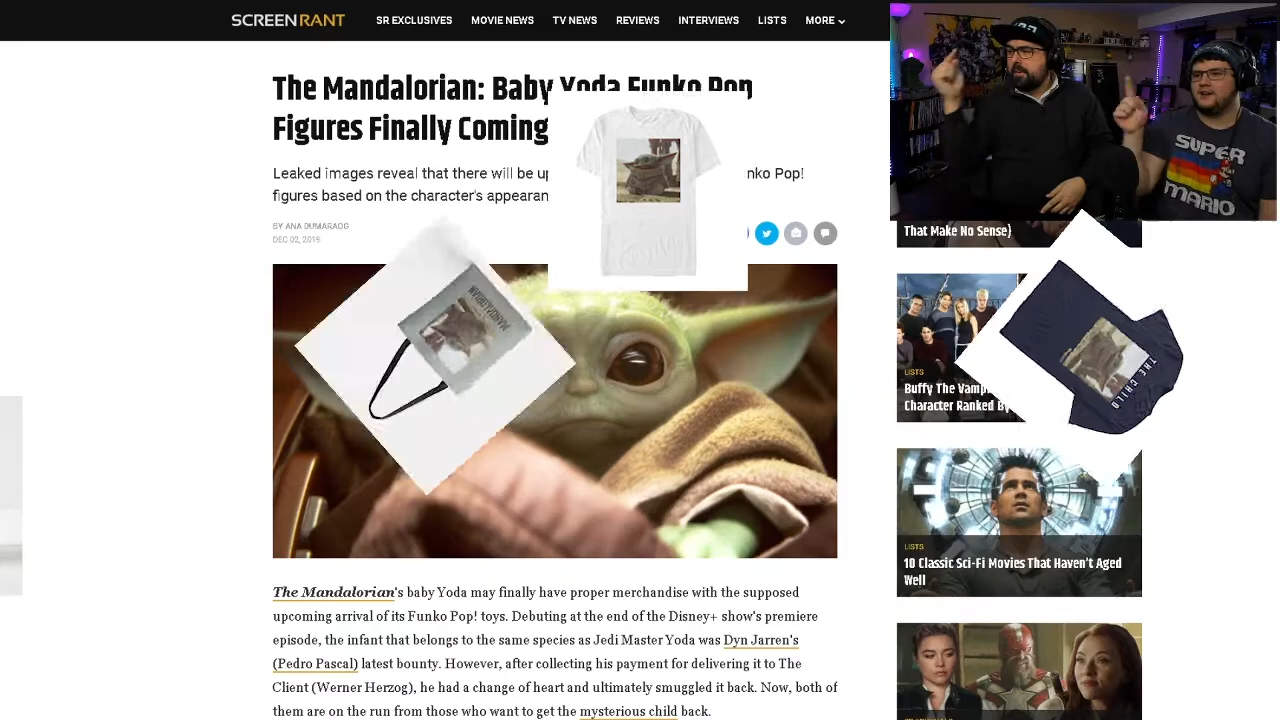 SCREENRANT
SR EXCLUSIVES MOVIE NEWS TV NEWS REVIEWS INTERVIEWS LISTS MORE
The Mandalorian: Baby Yoda Funko Pop
Figures Finally Coming
Leaked images reveal that there will be up nko Pop!
figures based on the character's appearan
BY ANA DUMARAOG
DEC 02, 2019
SUPER
MARIO
That Make No Sense}
MANDALORIAN
THE CHILD
LISTS
Buffy The Vamp
Character Ranked By
LISTS
10 Classic Sci-Fi Movies That Haven't Aged
Well
The Mandalorian's baby Yoda may finally have proper merchandise with the supposed
upcoming arrival of its Funko Pop! toys. Debuting at the end of the Disney+ show's premiere
episode, the infant that belongs to the same species as Jedi Master Yoda was Dyn Jarren's
(Pedro Pascal) latest bounty. However, after collecting his payment for delivering it to The
Client (Werner Herzog), he had a change of heart and ultimately smuggled it back. Now, both of
them are on the run from those who want to get the mysterious child back.